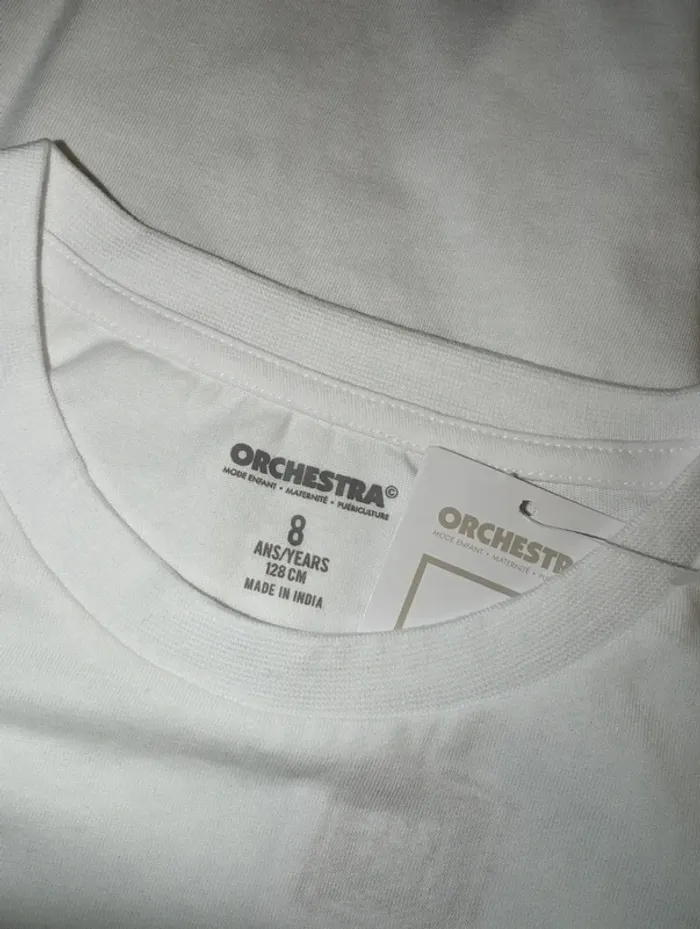 ORCHESTRA©
MODE ENFANT • MATERNITÉ • PUÉRICULTURE
8
ANS/YEARS
128 CM
MADE IN INDIA
ORCHESTR
MODE ENFANT • MATERNITÉ •